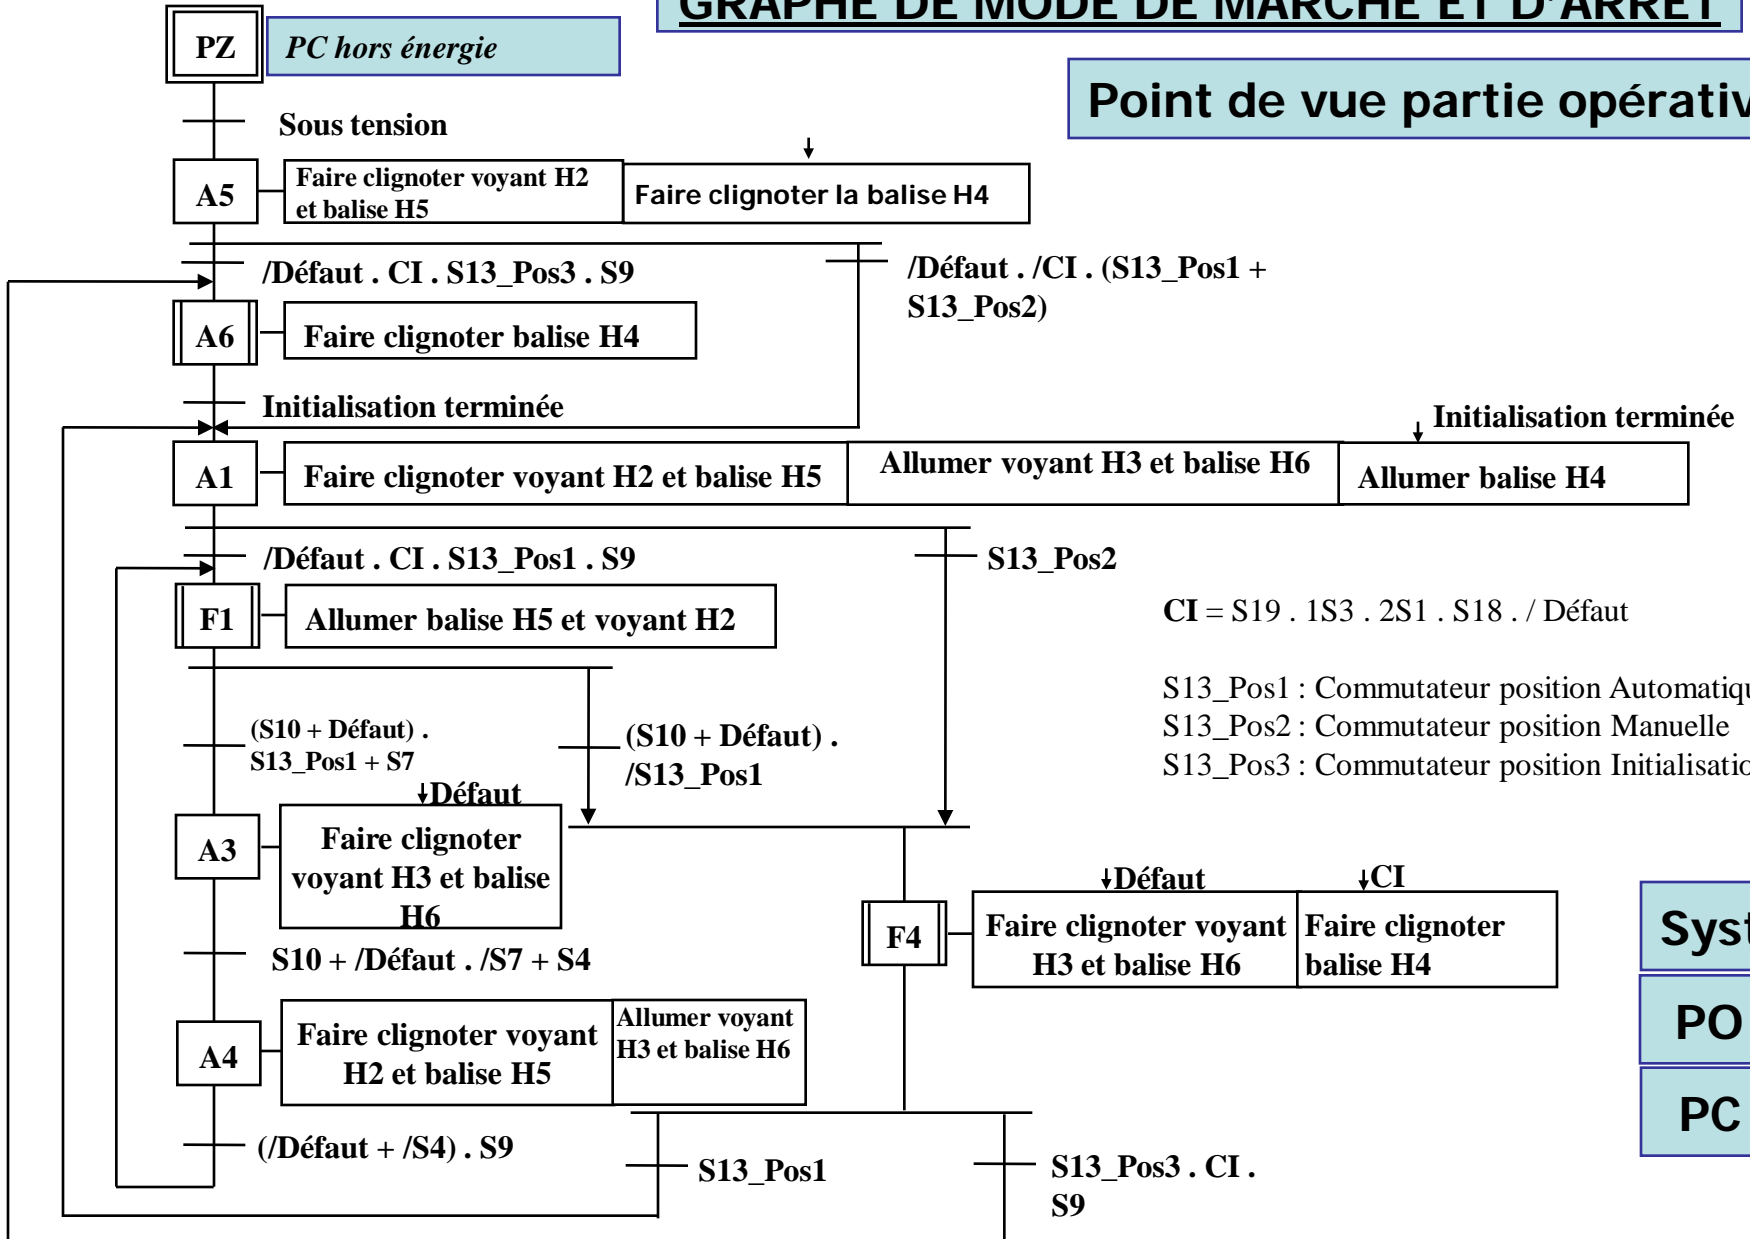 GRAPHE DE MODE DE MARCHE ET D'ARRET
PZ
PC hors énergie
Point de vue partie opérativ
Sous tension
A5
Faire clignoter voyant H2
et balise H5
Faire clignoter la balise H4
/Défaut . CI . S13_Pos3 . S9
/Défaut . /CI . (S13_Pos1 +
S13_Pos2)
A6
Faire clignoter balise H4
Initialisation terminée
Initialisation terminée
A1
Faire clignoter voyant H2 et balise H5
Allumer voyant H3 et balise H6
Allumer balise H4
/Défaut . CI . S13_Pos1 . S9
S13_Pos2
F1
Allumer balise H5 et voyant H2
CI = S19 . 1S3 . 2S1 . S18 . / Défaut
S13_Pos1 : Commutateur position Automatiqu
S13_Pos2 : Commutateur position Manuelle
S13_Pos3 : Commutateur position Initialisatio
(S10 + Défaut) .
S13_Pos1 + S7
(S10 + Défaut) .
/S13_Pos1
Défaut
A3
Faire clignoter
voyant H3 et balise
H6
Défaut
CI
F4
Faire clignoter voyant
H3 et balise H6
Faire clignoter
balise H4
S10 + /Défaut . /S7 + S4
Syst
PO
PC
A4
Faire clignoter voyant
H2 et balise H5
Allumer voyant
H3 et balise H6
(/Défaut + /S4) . S9
S13_Pos1
S13_Pos3 . CI .
S9